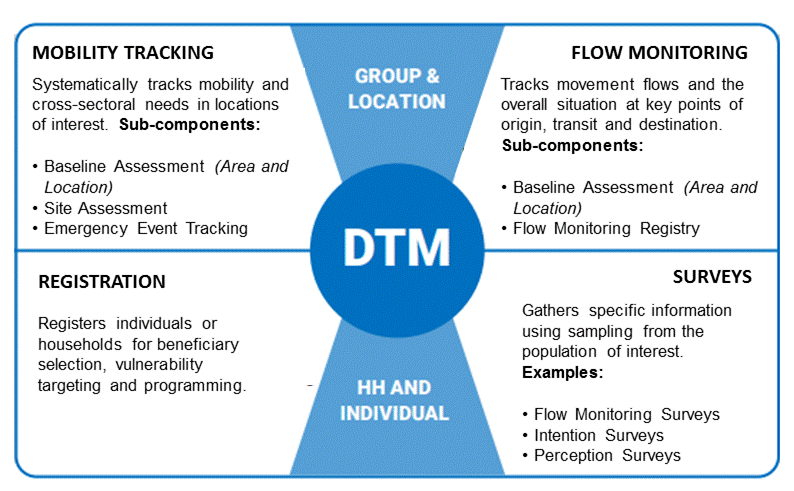 MOBILITY TRACKING
Systematically tracks mobility and
cross-sectoral needs in locations
of interest. Sub-components:
• Baseline Assessment (Area and
Location)
• Site Assessment
• Emergency Event Tracking
GROUP &
LOCATION
FLOW MONITORING
Tracks movement flows and the
overall situation at key points of
origin, transit and destination.
Sub-components:
• Baseline Assessment (Area and
Location)
• Flow Monitoring Registry
DTM
REGISTRATION
Registers individuals or
households for beneficiary
selection, vulnerability
targeting and programming.
HH AND
INDIVIDUAL
SURVEYS
Gathers specific information
using sampling from the
population of interest.
Examples:
• Flow Monitoring Surveys
• Intention Surveys
• Perception Surveys